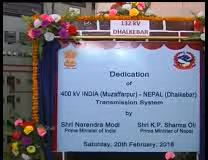 132 KV
DHALKEBAR
Dedication
of
400 kV INDIA (Muzaffarpur) - NEPAL (Dhalkebar)
Transmission System
by
Shri Narendra Modi
Prime Minister of India
Shri K.P. Sharma Oli
Prime Minister of Nepal
Saturday, 20th February, 2016